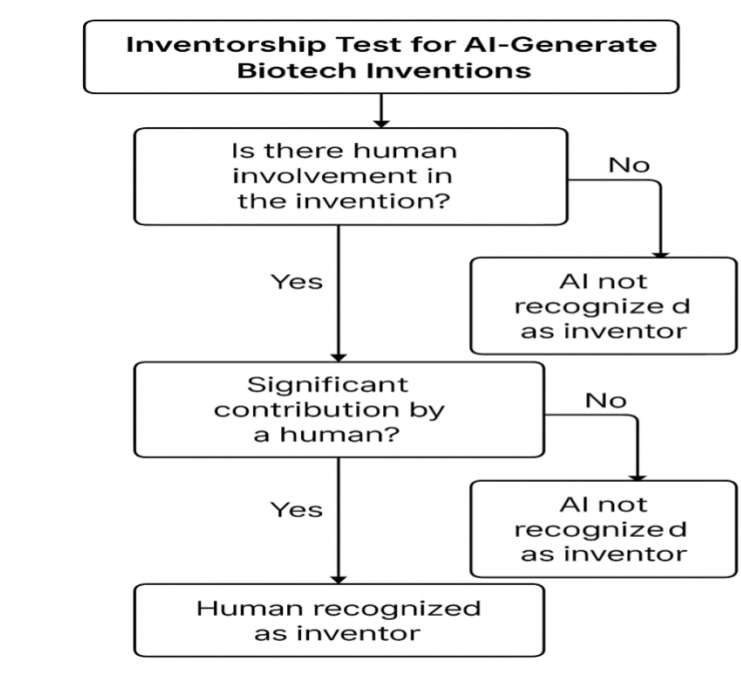 Inventorship Test for AI-Generate
Biotech Inventions
Is there human
involvement in
the invention?
No
Yes
AI not
recognize d
as inventor
Significant
contribution by
a human?
No
Yes
AI not
recognized
as inventor
Human recognized
as inventor